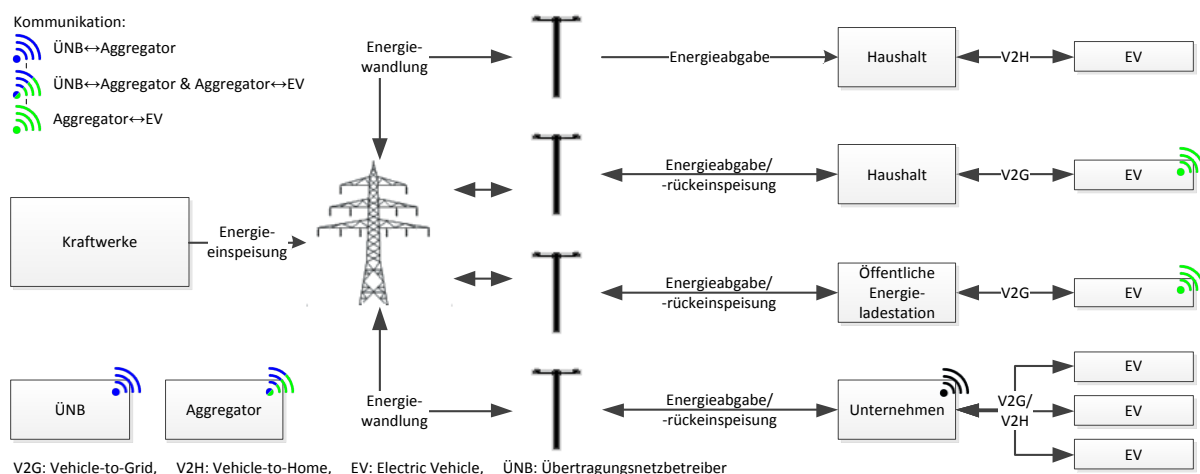 Kommunikation:
ÜNB↔Aggregator
ÜNB↔Aggregator & Aggregator↔EV
Aggregator↔EV
Energie-
wandlung
Energieabgabe
Haushalt
V2H
EV
Energieabgabe/
-rückeinspeisung
Haushalt
V2G
EV
Kraftwerke
Energie-
einspeisung
Energieabgabe/
-rückeinspeisung
Öffentliche
Energie-
ladestation
V2G
EV
ÜNB
Aggregator
Energie-
wandlung
Energieabgabe/
-rückeinspeisung
Unternehmen
V2G/
V2H
EV
EV
EV
V2G: Vehicle-to-Grid, V2H: Vehicle-to-Home, EV: Electric Vehicle, ÜNB: Übertragungsnetzbetreiber